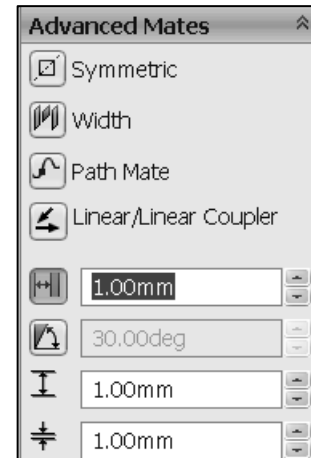 Advanced Mates
Symmetric
Width
Path Mate
Linear/Linear Coupler
1.00mm
30.00deg
1.00mm
1.00mm